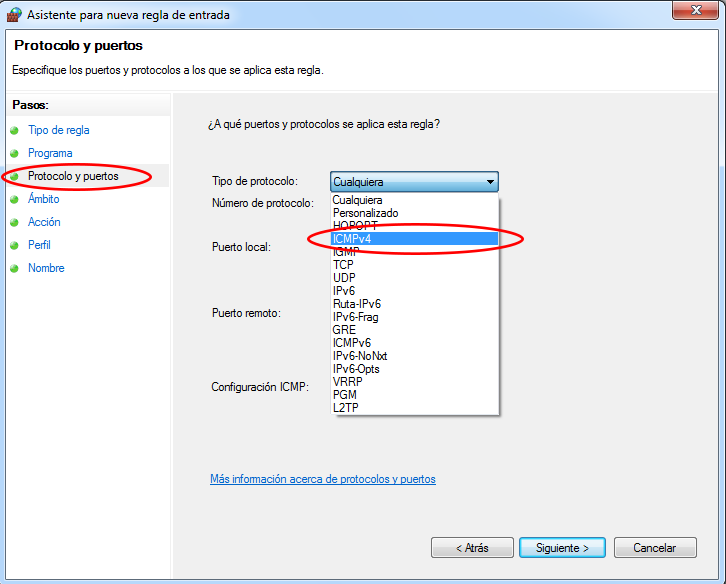 Asistente para nueva regla de entrada
Protocolo y puertos
Especifique los puertos y protocolos a los que se aplica esta regla.
Pasos:
Tipo de regla
Programa
Protocolo y puertos
Ámbito
Acción
Perfil
Nombre
¿A qué puertos y protocolos se aplica esta regla?
Tipo de protocolo: Cualquiera
Número de protocolo:
Puerto local:
Puerto remoto:
Configuración ICMP:
Cualquiera
Personalizado
HOPOPT
ICMPv4
IGMP
TCP
UDP
IPv6
Ruta-IPv6
IPv6-Frag
GRE
ICMPv6
IPv6-NoNxt
IPv6-Opts
VRRP
PGM
L2TP
Más información acerca de protocolos y puertos
< Atrás Siguiente > Cancelar